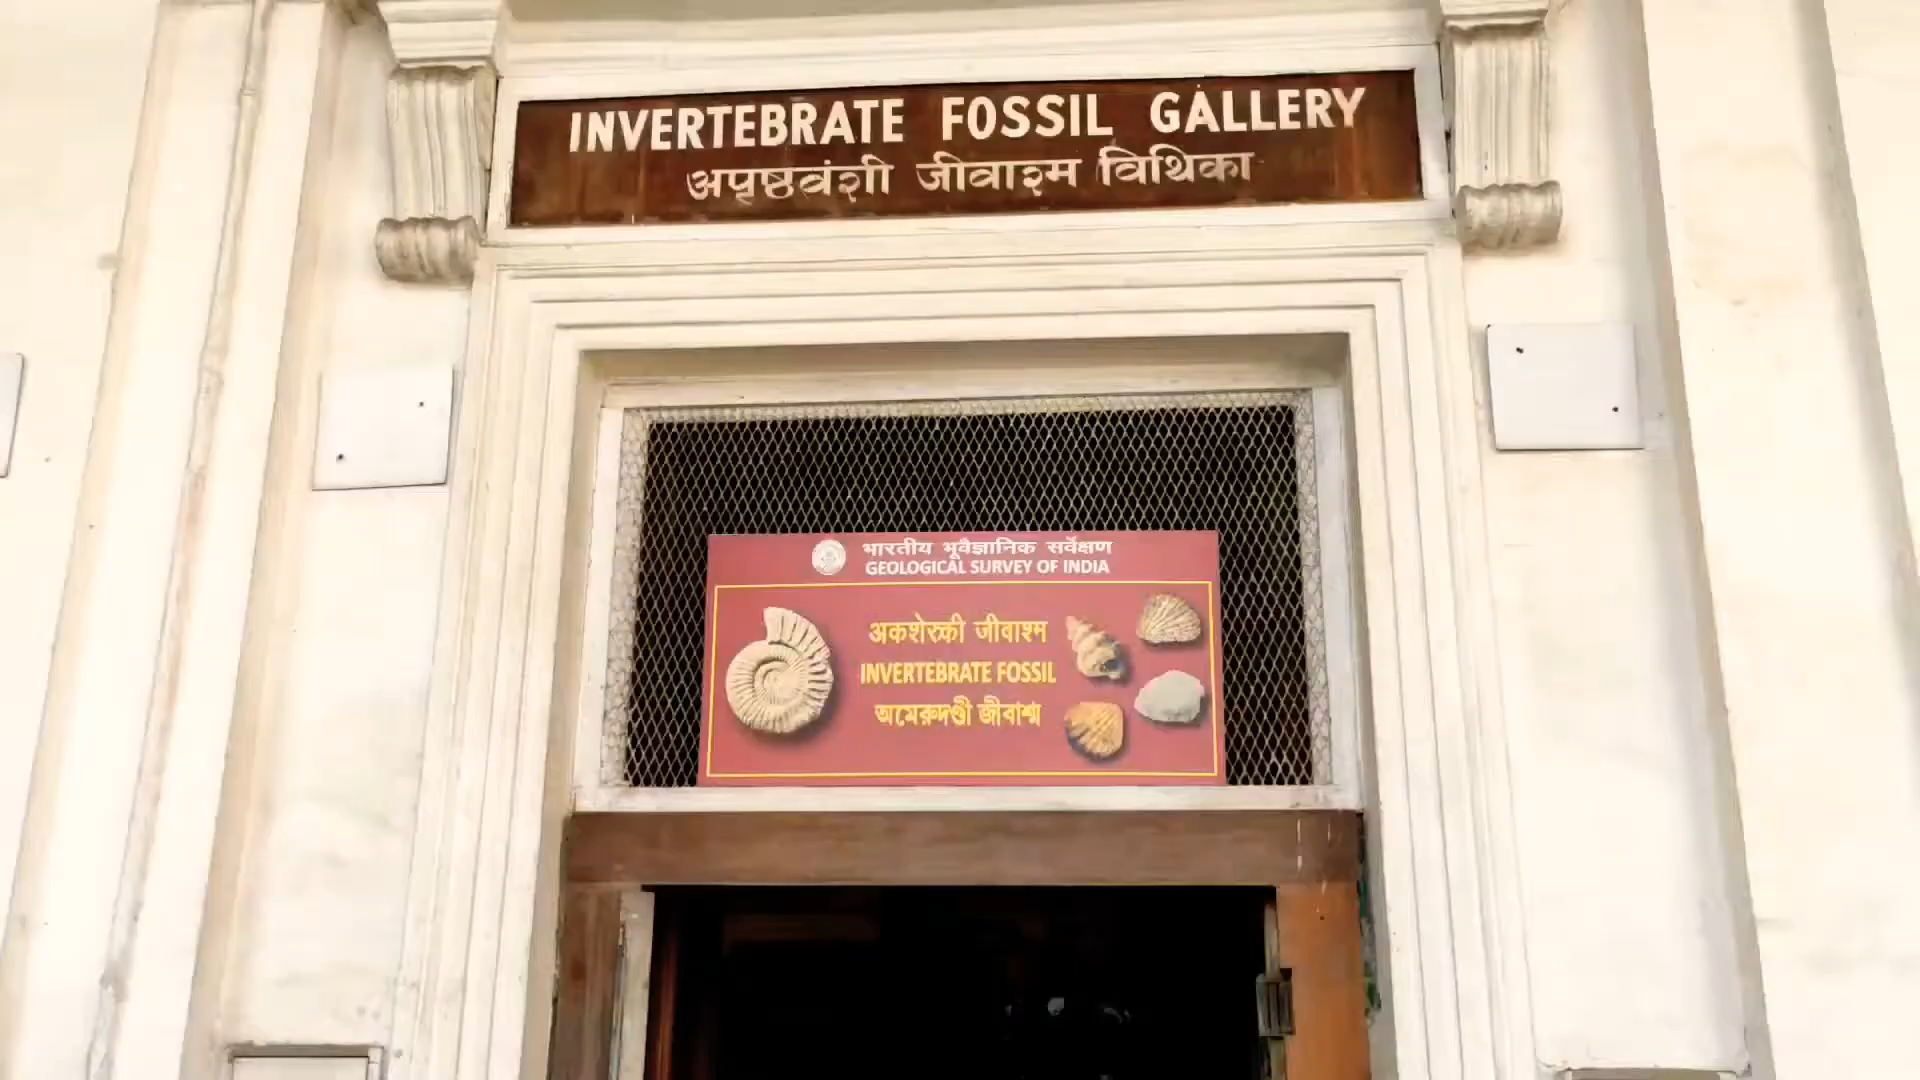 INVERTEBRATE FOSSIL GALLERY
अपृष्ठवंशी जीवाश्म विथिका
भारतीय भूवैज्ञानिक सर्वेक्षण
GEOLOGICAL SURVEY OF INDIA
अकशेरुकी जीवाश्म
INVERTEBRATE FOSSIL
অমেরুদণ্ডী জীবাশ্ম